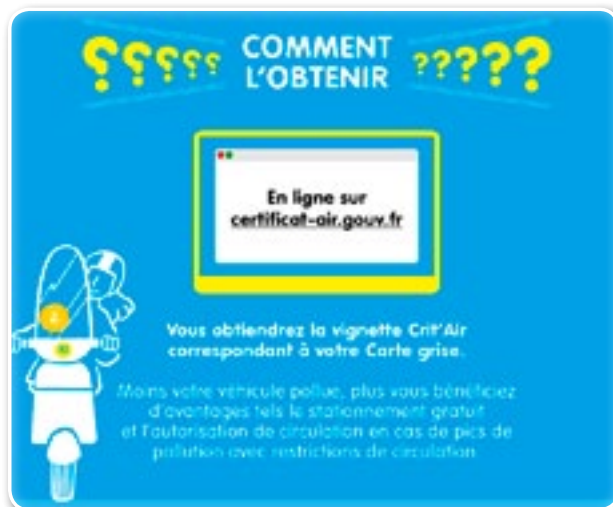 ????? COMMENT ?????
L'OBTENIR
En ligne sur
certificat-air.gouv.fr
Vous obtiendrez la vignette Crit'Air
correspondant à votre Carte grise.
Moins votre véhicule pollue, plus vous bénéficiez
d'avantages tels le stationnement gratuit
et l'autorisation de circulation en cas de pics de
pollution avec restrictions de circulation